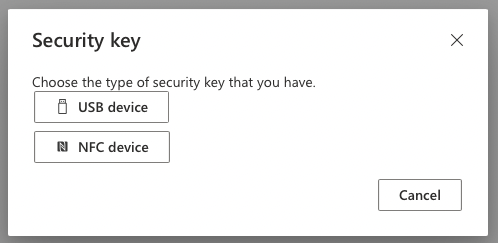 Security key
Choose the type of security key that you have.
USB device
NFC device
Cancel